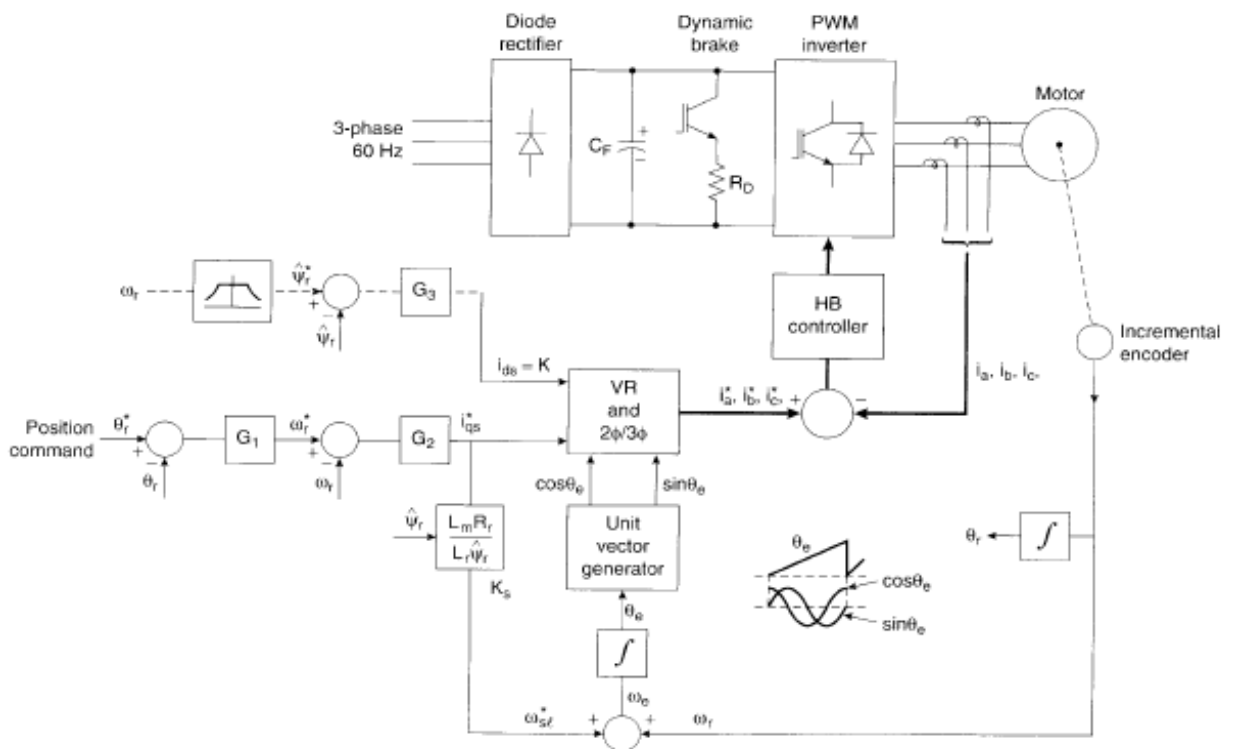 Diode
rectifier
Dynamic
brake
PWM
inverter
Motor
3-phase
60 Hz
C_F
+
−
R_D
ω_r
ψ̂_r*
+
−
ψ̂_r
G_3
HB
controller
Incremental
encoder
i_ds = K
VR
and
2φ/3φ
i_a*, i_b*, i_c*,
+
−
i_a, i_b, i_c,
Position
command
θ_r*
+
−
θ_r
G_1
ω_r*
+
−
ω_r
G_2
i_qs*
cosθ_e
sinθ_e
ψ̂_r
L_m R_r
L_r ψ̂_r
K_s
Unit
vector
generator
θ_e
∫
θ_e
cosθ_e
sinθ_e
θ_r
∫
ω_e
ω_sℓ*
+
+
ω_r